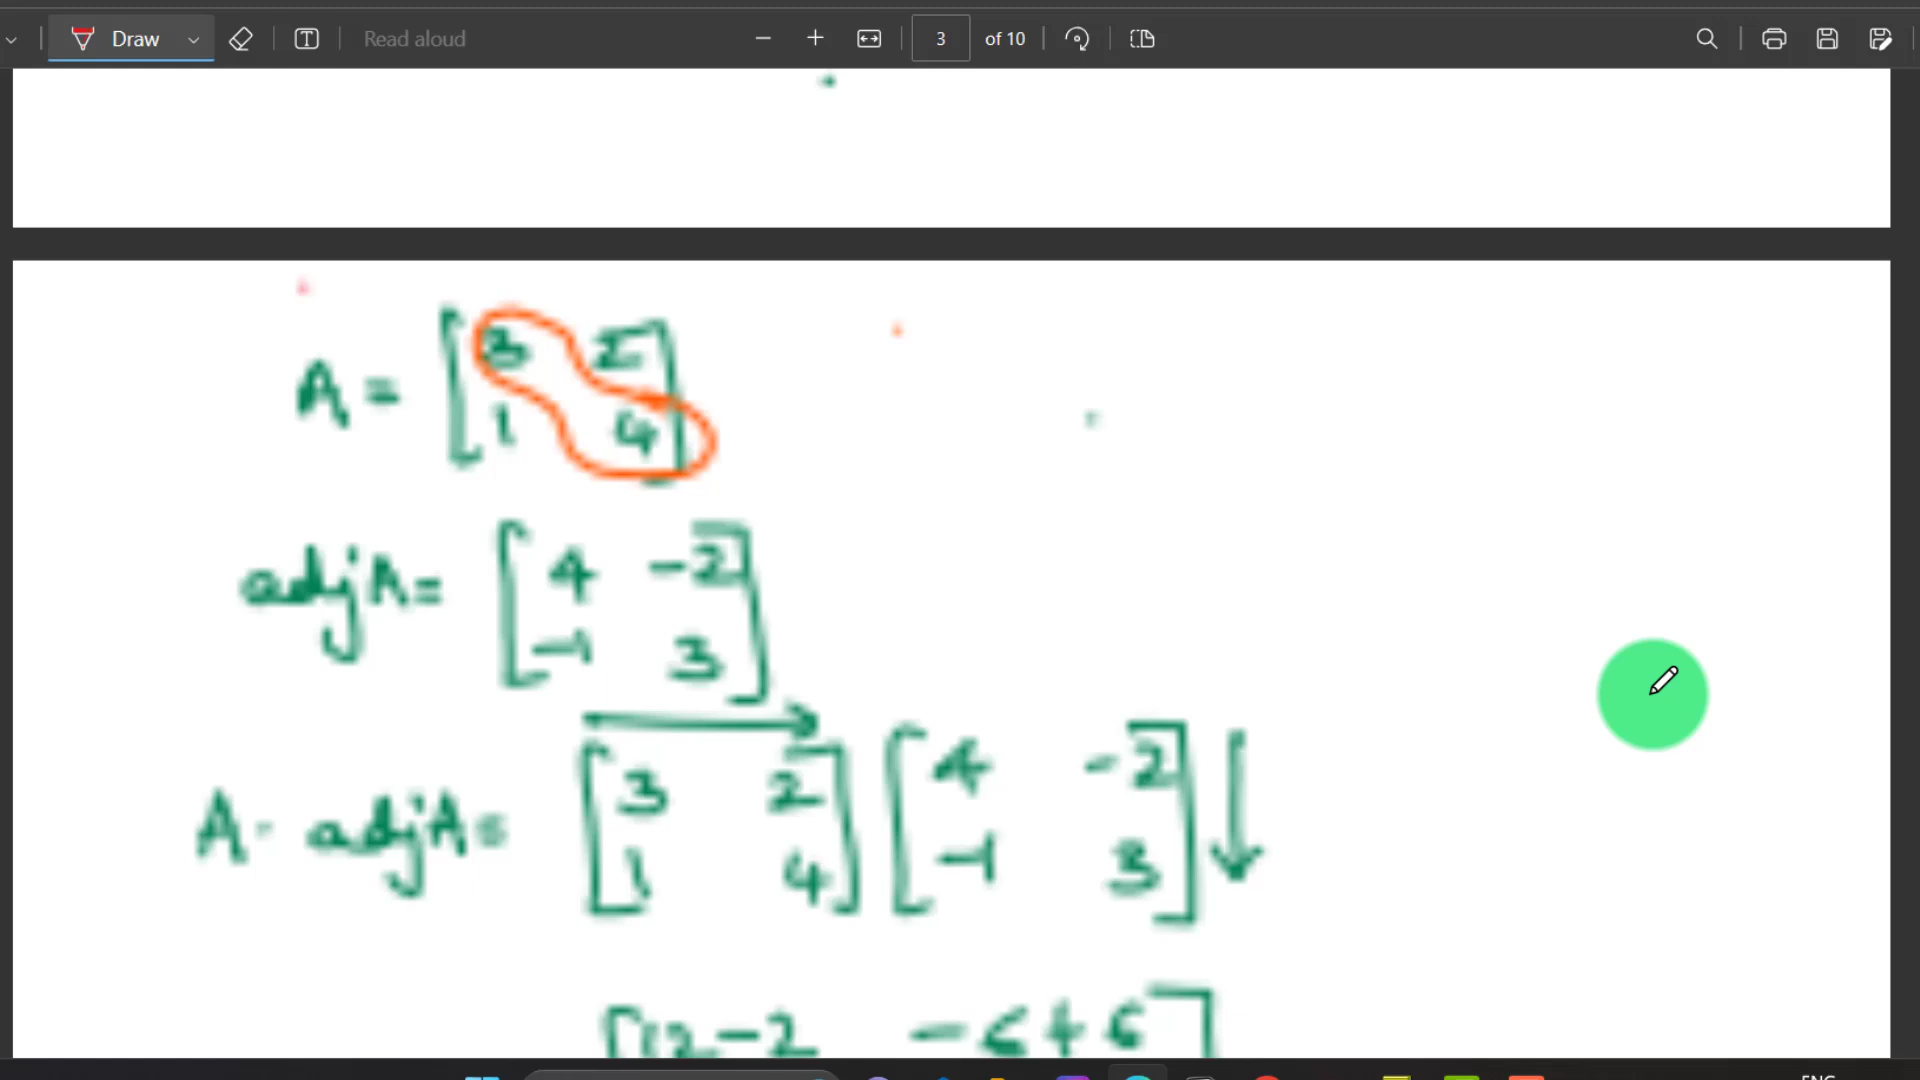 Draw Read aloud 3 of 10
A = [3 2
1 4]
adjA = [4 -2
-1 3]
A · adjA = [3 2 [4 -2
1 4] -1 3]
[12-2 -6+6]
ENG